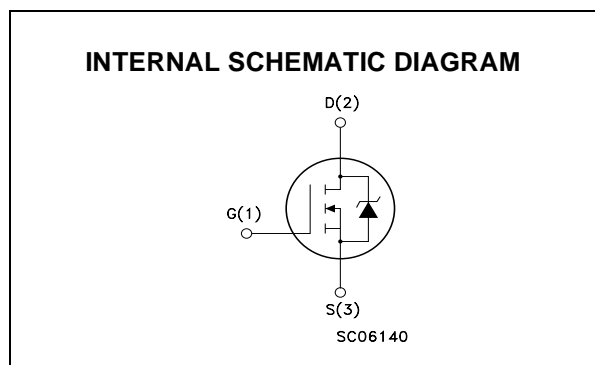 INTERNAL SCHEMATIC DIAGRAM
D(2)
G(1)
S(3)
SC06140